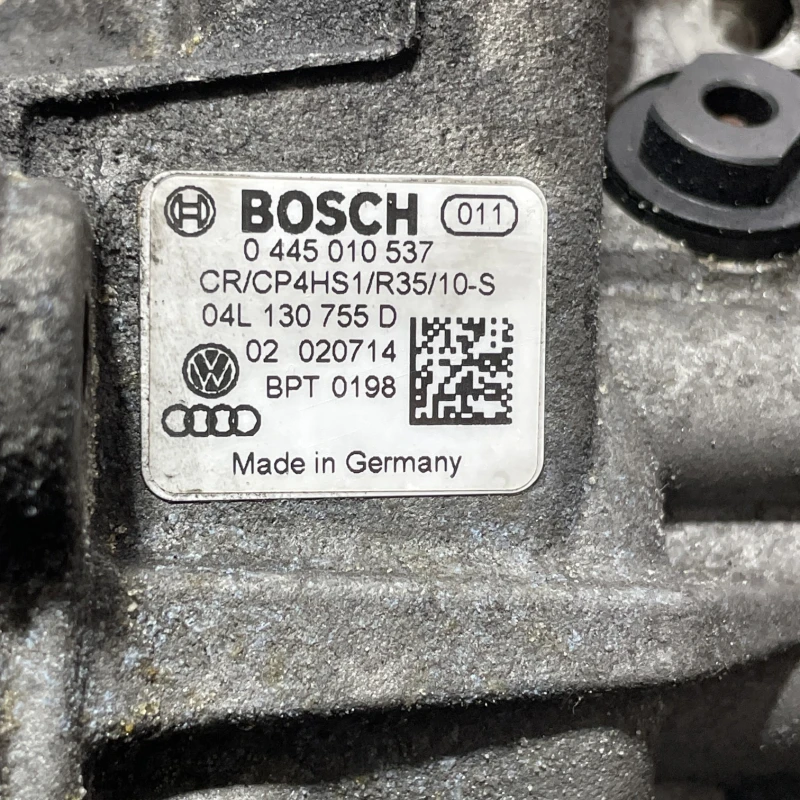 BOSCH 011
0 445 010 537
CR/CP4HS1/R35/10-S
04L 130 755 D
02 020714
BPT 0198
Made in Germany